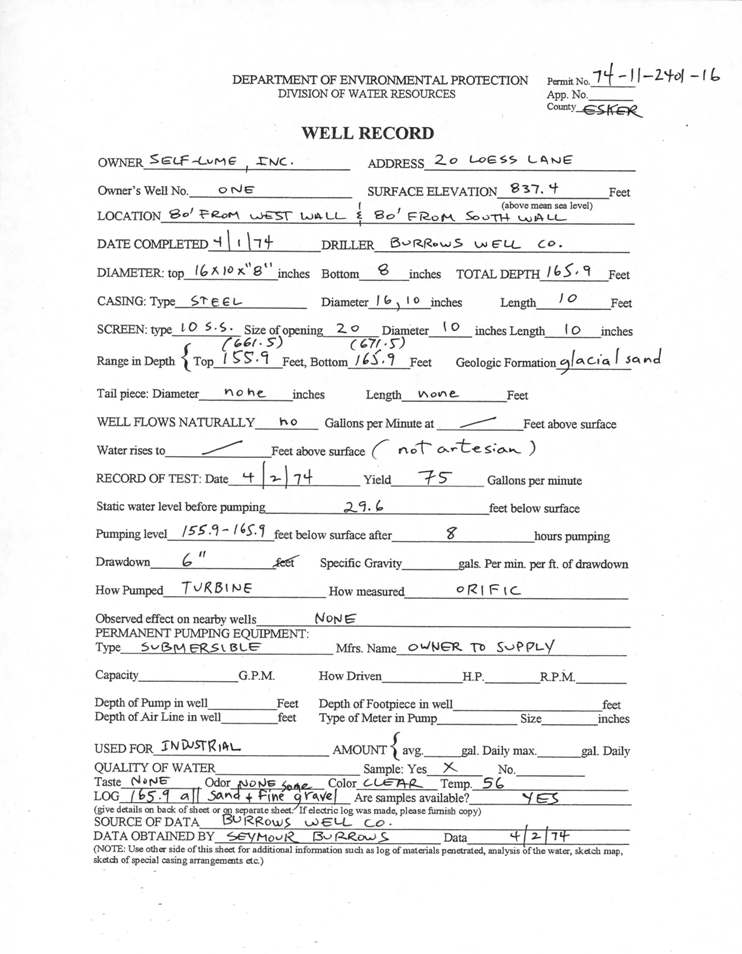 DEPARTMENT OF ENVIRONMENTAL PROTECTION Permit No. 74-11-2401-16
DIVISION OF WATER RESOURCES App. No.
County ESKER
WELL RECORD
OWNER SELF-LUME, INC. ADDRESS 20 LOESS LANE
Owner's Well No. ONE SURFACE ELEVATION 837.4 Feet
(above mean sea level)
LOCATION 80' FROM WEST WALL & 80' FROM SOUTH WALL
DATE COMPLETED 4|1|74 DRILLER BURROWS WELL CO.
DIAMETER: top 16x10x"8" inches Bottom 8 inches TOTAL DEPTH 165.9 Feet
CASING: Type STEEL Diameter 16, 10 inches Length 10 Feet
SCREEN: type 10 S.S. Size of opening 20 Diameter 10 inches Length 10 inches
(661.5) (671.5)
Range in Depth { Top 155.9 Feet, Bottom 165.9 Feet Geologic Formation glacial sand
Tail piece: Diameter none inches Length none Feet
WELL FLOWS NATURALLY no Gallons per Minute at — Feet above surface
Water rises to — Feet above surface (not artesian)
RECORD OF TEST: Date 4|2|74 Yield 75 Gallons per minute
Static water level before pumping 29.6 feet below surface
Pumping level 155.9-165.9 feet below surface after 8 hours pumping
Drawdown 6" feet Specific Gravity gals. Per min. per ft. of drawdown
How Pumped TURBINE How measured ORIFIC
Observed effect on nearby wells NONE
PERMANENT PUMPING EQUIPMENT:
Type SUBMERSIBLE Mfrs. Name OWNER TO SUPPLY
Capacity G.P.M. How Driven H.P. R.P.M.
Depth of Pump in well Feet Depth of Footpiece in well feet
Depth of Air Line in well feet Type of Meter in Pump Size inches
USED FOR INDUSTRIAL AMOUNT { avg. gal. Daily max. gal. Daily
QUALITY OF WATER Sample: Yes X No.
Taste NONE Odor NONE some Color CLEAR Temp. 56
LOG 165.9 all sand + fine gravel Are samples available? YES
(give details on back of sheet or on separate sheet. If electric log was made, please furnish copy)
SOURCE OF DATA BURROWS WELL CO.
DATA OBTAINED BY SEYMOUR BURROWS Data 4|2|74
(NOTE: Use other side of this sheet for additional information such as log of materials penetrated, analysis of the water, sketch map,
sketch of special casing arrangements etc.)